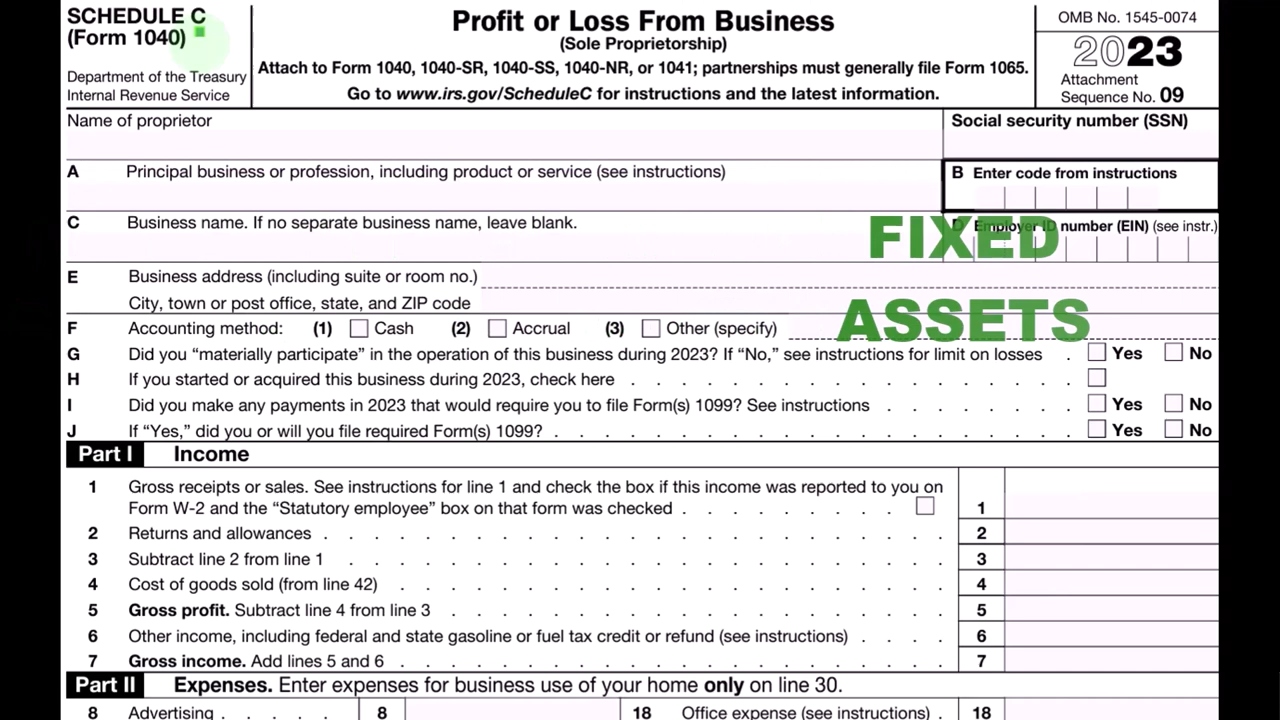 SCHEDULE C
(Form 1040)
Department of the Treasury
Internal Revenue Service
Profit or Loss From Business
(Sole Proprietorship)
Attach to Form 1040, 1040-SR, 1040-SS, 1040-NR, or 1041; partnerships must generally file Form 1065.
Go to www.irs.gov/ScheduleC for instructions and the latest information.
OMB No. 1545-0074
2023
Attachment
Sequence No. 09
Name of proprietor
Social security number (SSN)
A Principal business or profession, including product or service (see instructions)
B Enter code from instructions
C Business name. If no separate business name, leave blank.
D Employer ID number (EIN) (see instr.)
FIXED
ASSETS
E Business address (including suite or room no.)
City, town or post office, state, and ZIP code
F Accounting method: (1) Cash (2) Accrual (3) Other (specify)
G Did you “materially participate” in the operation of this business during 2023? If “No,” see instructions for limit on losses . Yes No
H If you started or acquired this business during 2023, check here . . . . . . . . . . . . . . . . .
I Did you make any payments in 2023 that would require you to file Form(s) 1099? See instructions . . . . . . . Yes No
J If “Yes,” did you or will you file required Form(s) 1099? . . . . . . . . . . . . . . . . . . Yes No
Part I Income
1 Gross receipts or sales. See instructions for line 1 and check the box if this income was reported to you on
Form W-2 and the “Statutory employee” box on that form was checked . . . . . . . . . 1
2 Returns and allowances . . . . . . . . . . . . . . . . . . . . 2
3 Subtract line 2 from line 1 . . . . . . . . . . . . . . . . . . . 3
4 Cost of goods sold (from line 42) . . . . . . . . . . . . . . . . . 4
5 Gross profit. Subtract line 4 from line 3 . . . . . . . . . . . . . . . 5
6 Other income, including federal and state gasoline or fuel tax credit or refund (see instructions) . . . . 6
7 Gross income. Add lines 5 and 6 . . . . . . . . . . . . . . . . . 7
Part II Expenses. Enter expenses for business use of your home only on line 30.
8 Advertising . . . . . 8 18 Office expense (see instructions) . 18